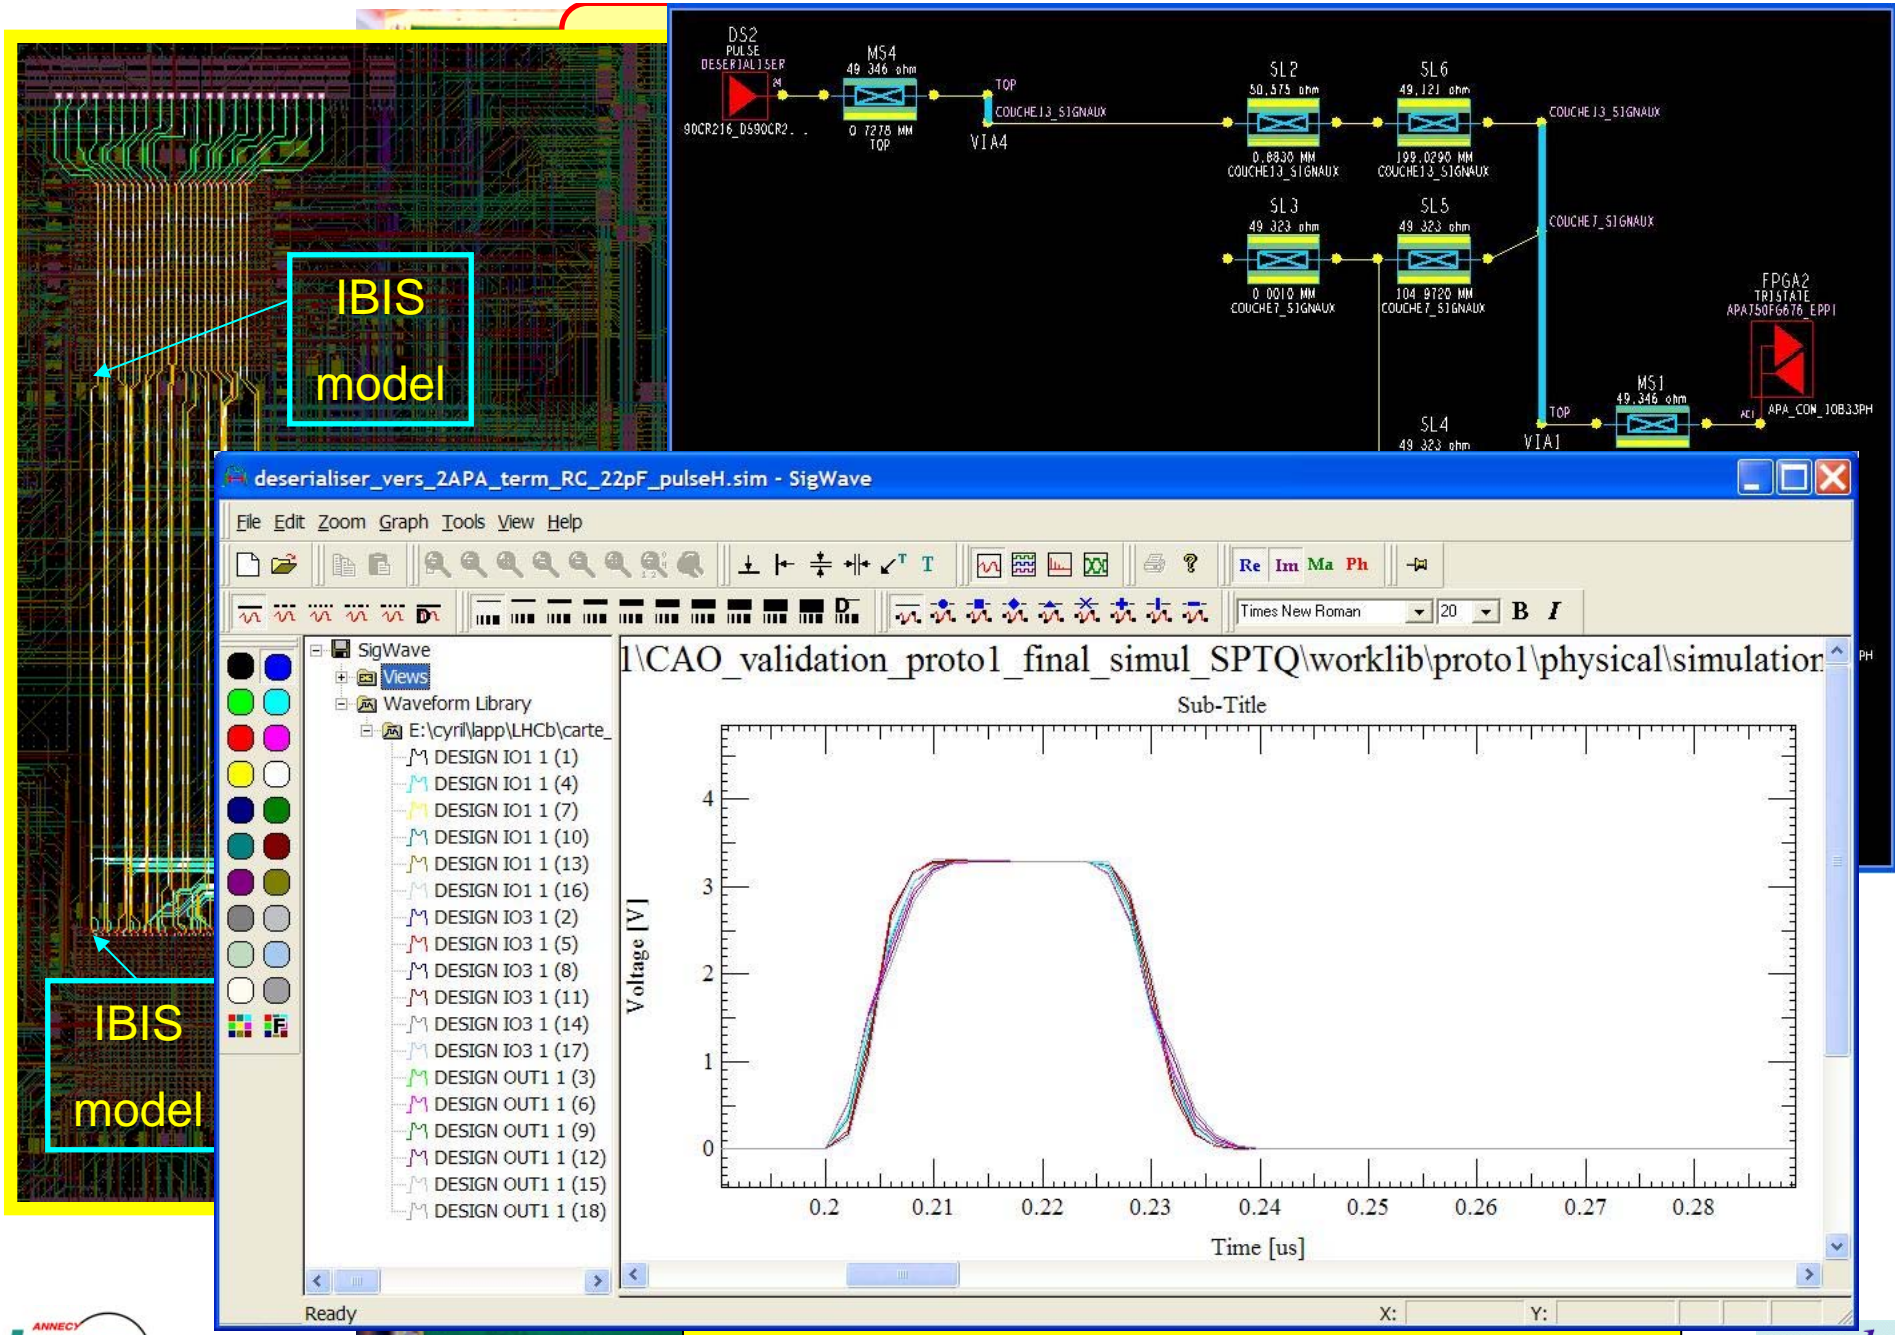 DS2
PULSE
DESERIALISER
24
90CR216_DS90CR2. . .
MS4
49 346 ohm
0 7278 MM
TOP
TOP
COUCHE13_SIGNAUX
VIA4
SL2
50,575 ohm
0.8830 MM
COUCHE13_SIGNAUX
SL6
49,121 ohm
199.0290 MM
COUCHE13_SIGNAUX
COUCHE13_SIGNAUX
SL3
49 323 ohm
0 0010 MM
COUCHE7_SIGNAUX
SL5
49 323 ohm
104 9720 MM
COUCHE7_SIGNAUX
COUCHE7_SIGNAUX
FPGA2
TRISTATE
APA750FG676_EPPI
APA_CON_IOB33PH
MS1
49.346 ohm
TOP
VIA1
SL4
49 323 ohm
PH
IBIS
model
IBIS
model
deserialiser_vers_2APA_term_RC_22pF_pulseH.sim - SigWave
File Edit Zoom Graph Tools View Help
Re Im Ma Ph
Times New Roman 20 B I
SigWave
Views
Waveform Library
E:\cyril\lapp\LHCb\carte_
DESIGN IO1 1 (1)
DESIGN IO1 1 (4)
DESIGN IO1 1 (7)
DESIGN IO1 1 (10)
DESIGN IO1 1 (13)
DESIGN IO1 1 (16)
DESIGN IO3 1 (2)
DESIGN IO3 1 (5)
DESIGN IO3 1 (8)
DESIGN IO3 1 (11)
DESIGN IO3 1 (14)
DESIGN IO3 1 (17)
DESIGN OUT1 1 (3)
DESIGN OUT1 1 (6)
DESIGN OUT1 1 (9)
DESIGN OUT1 1 (12)
DESIGN OUT1 1 (15)
DESIGN OUT1 1 (18)
1\CAO_validation_proto1_final_simul_SPTQ\worklib\proto1\physical\simulation
Sub-Title
Voltage [V]
4
3
2
1
0
0.2 0.21 0.22 0.23 0.24 0.25 0.26 0.27 0.28
Time [us]
Ready
X: Y:
ANNECY